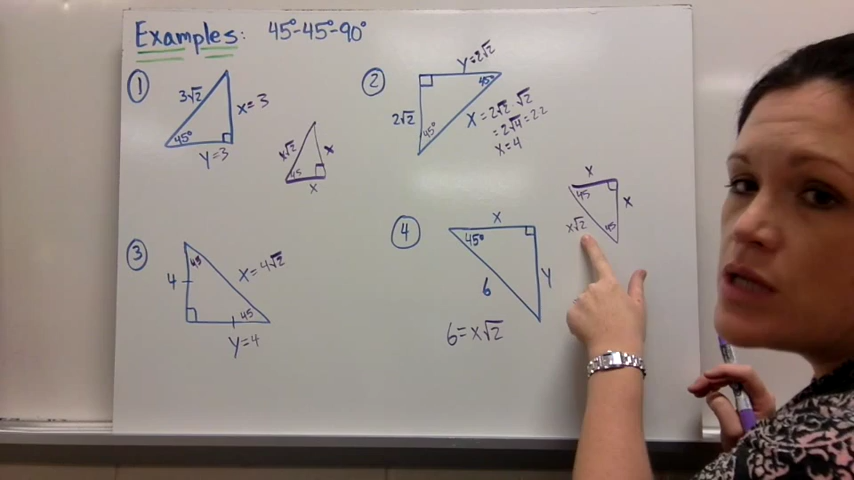 Examples: 45°-45°-90°
1
3√2
x=3
45°
y=3
x√2
x
45
x
2
y=2√2
45°
2√2
45°
x=2√2·√2
=2√4=2·2
x=4
3
45
4
x=4√2
45
y=4
4
x
45°
6
y
6=x√2
x
45
x
x√2
45